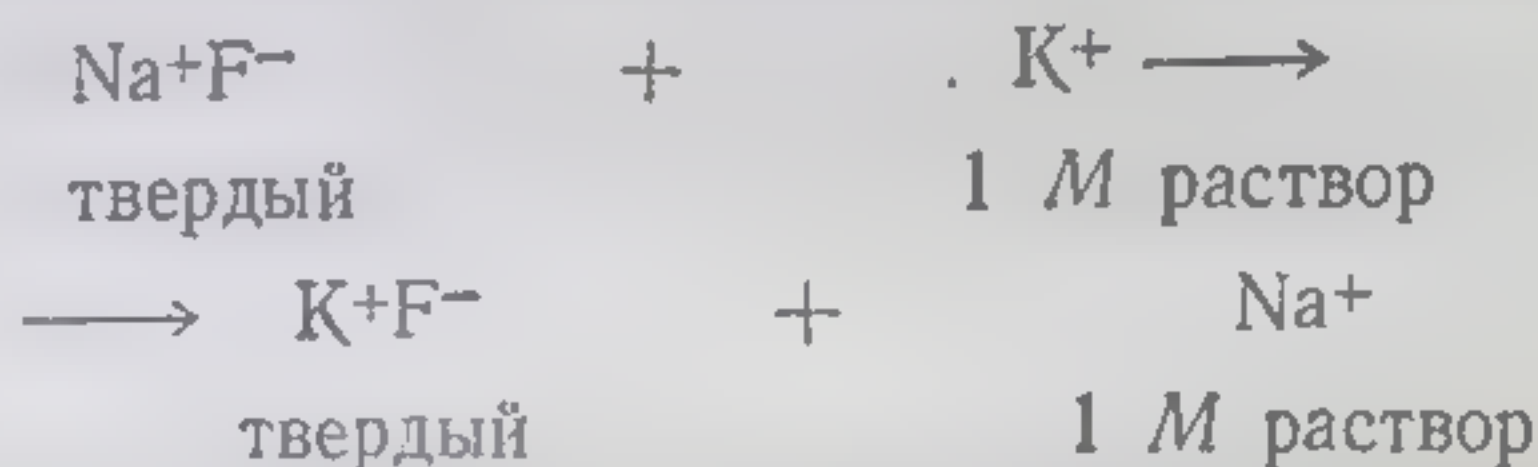 Na⁺F⁻ + . K⁺ ⟶
твердый 1 M раствор
⟶ K⁺F⁻ + Na⁺
твердый 1 M раствор